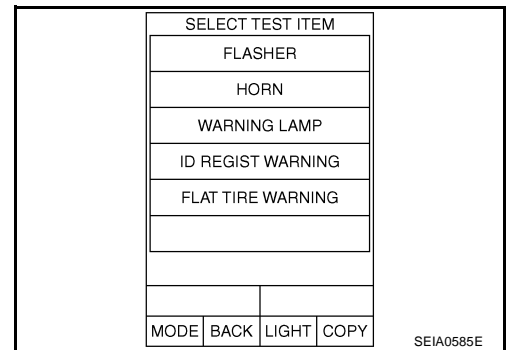 SELECT TEST ITEM
FLASHER
HORN
WARNING LAMP
ID REGIST WARNING
FLAT TIRE WARNING
MODE BACK LIGHT COPY
SEIA0585E